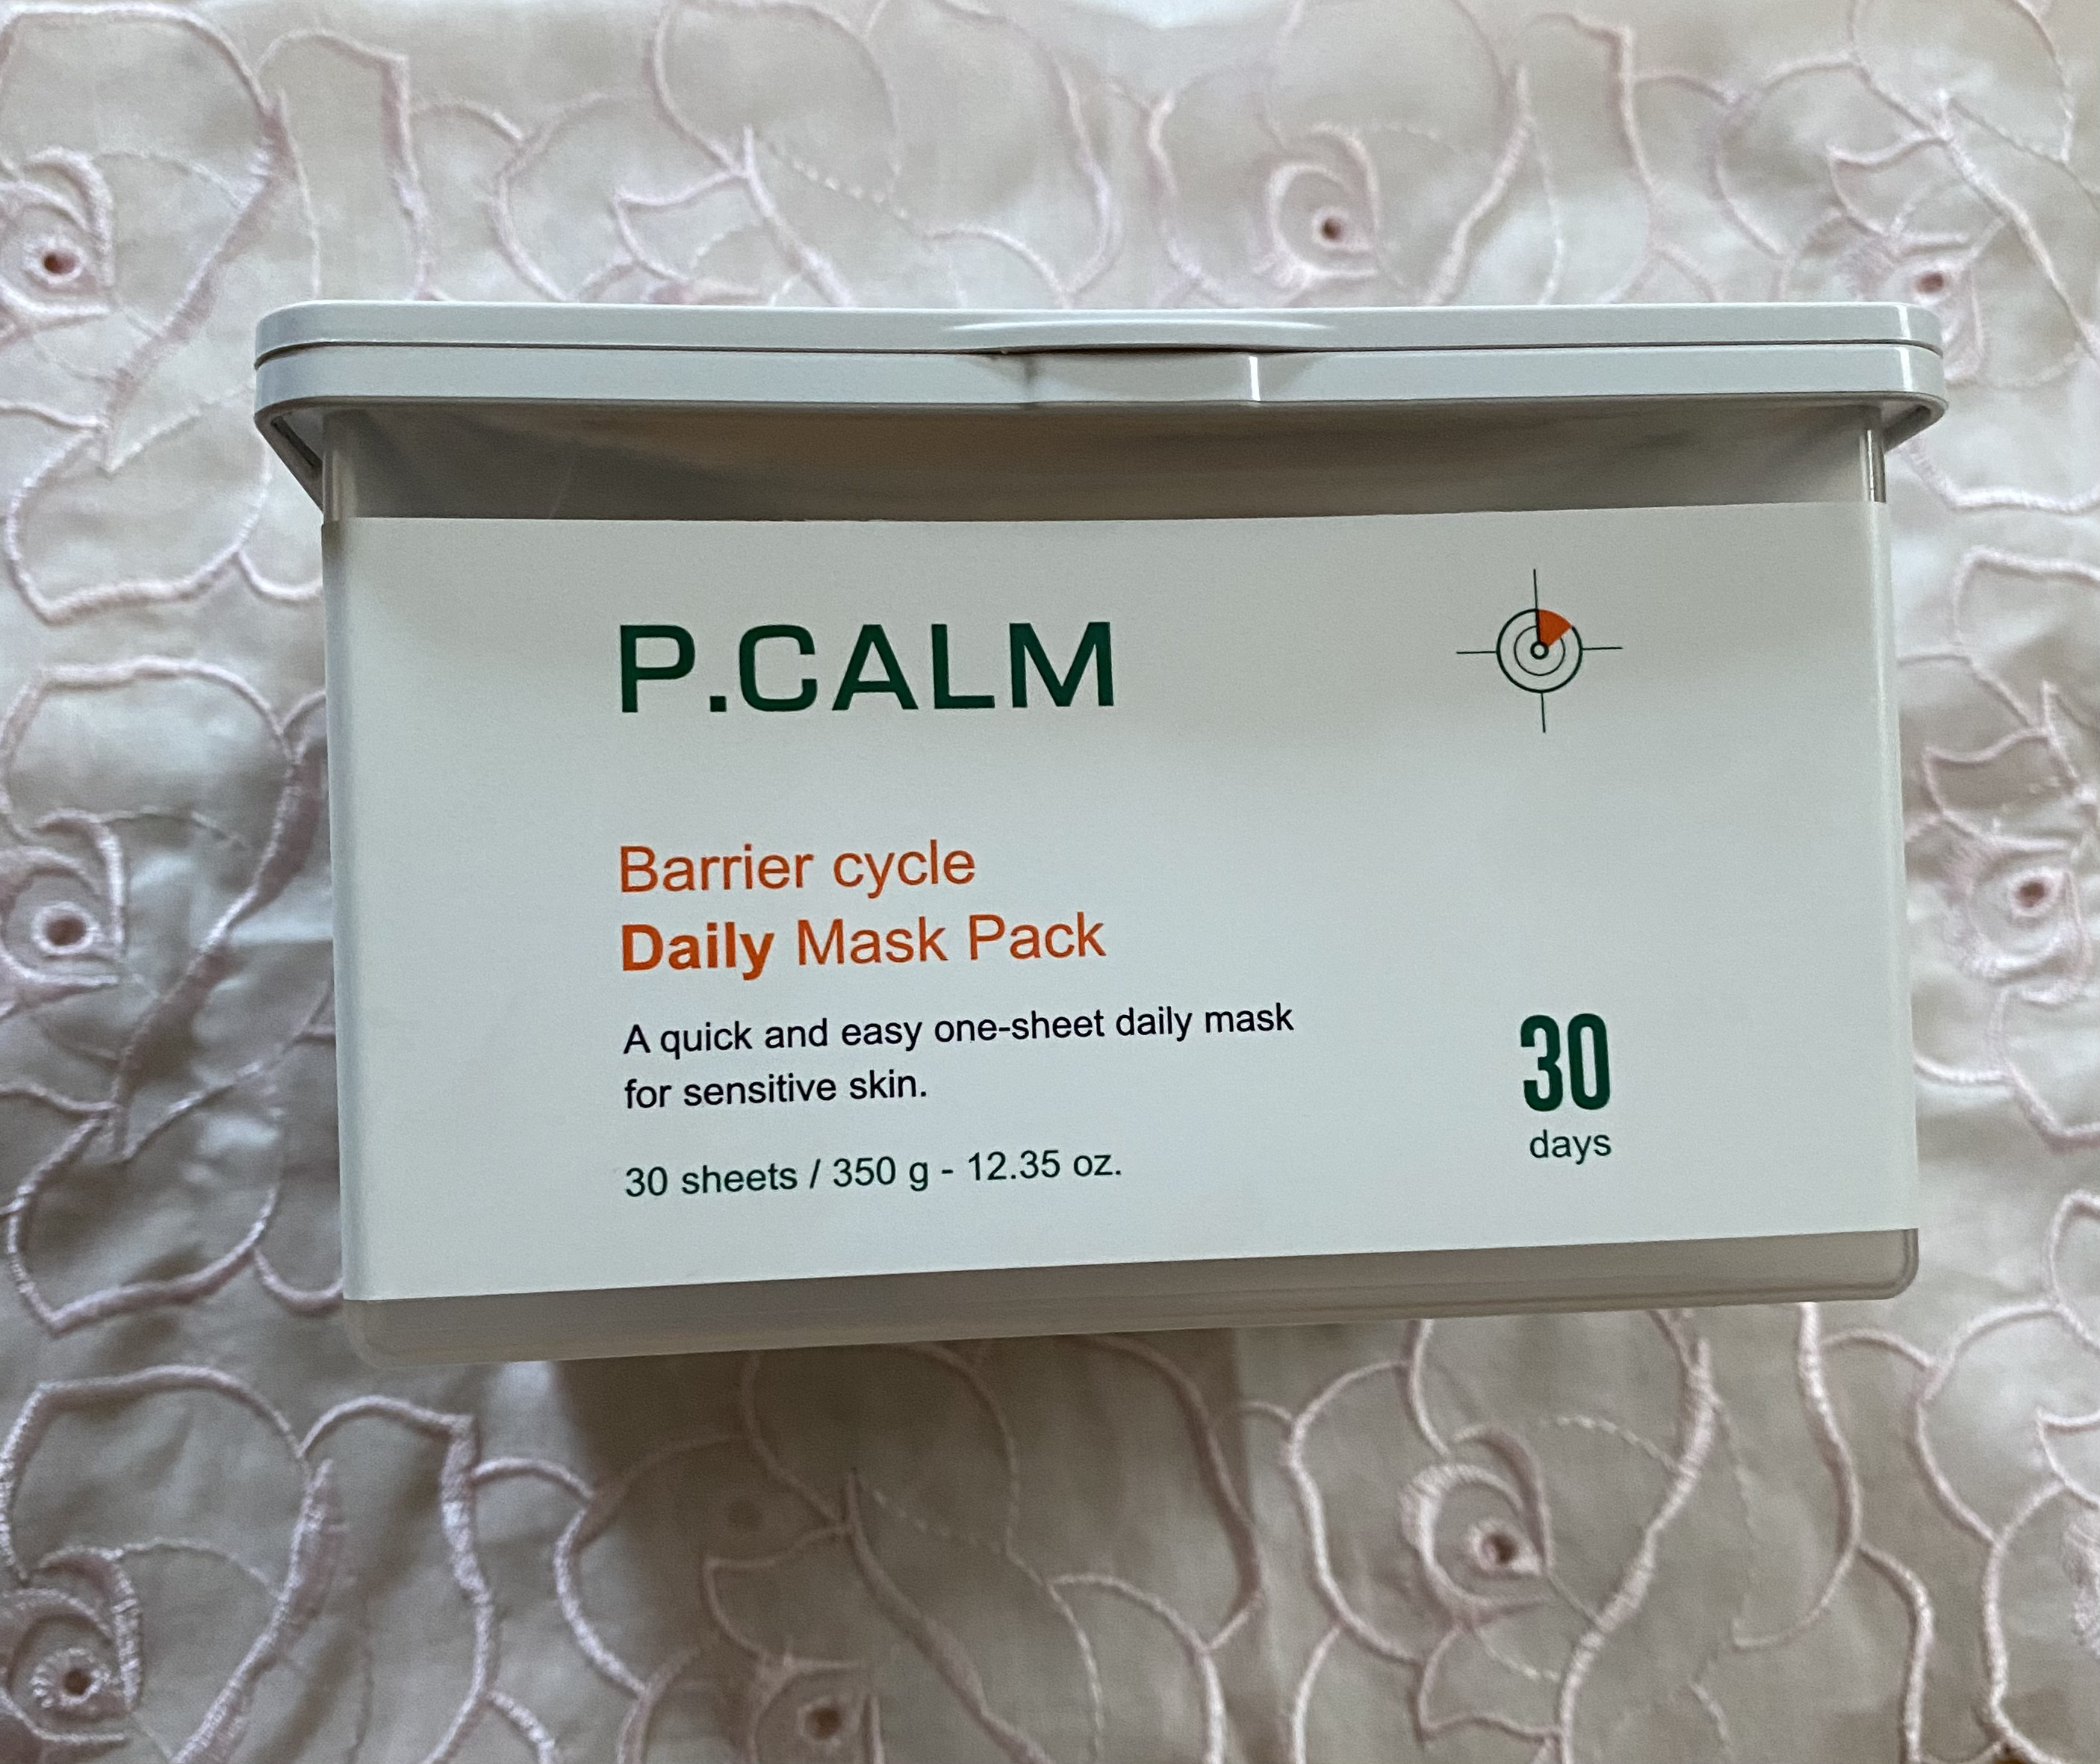 P.CALM
Barrier cycle
Daily Mask Pack
A quick and easy one-sheet daily mask
for sensitive skin.
30 sheets / 350 g - 12.35 oz.
30
days